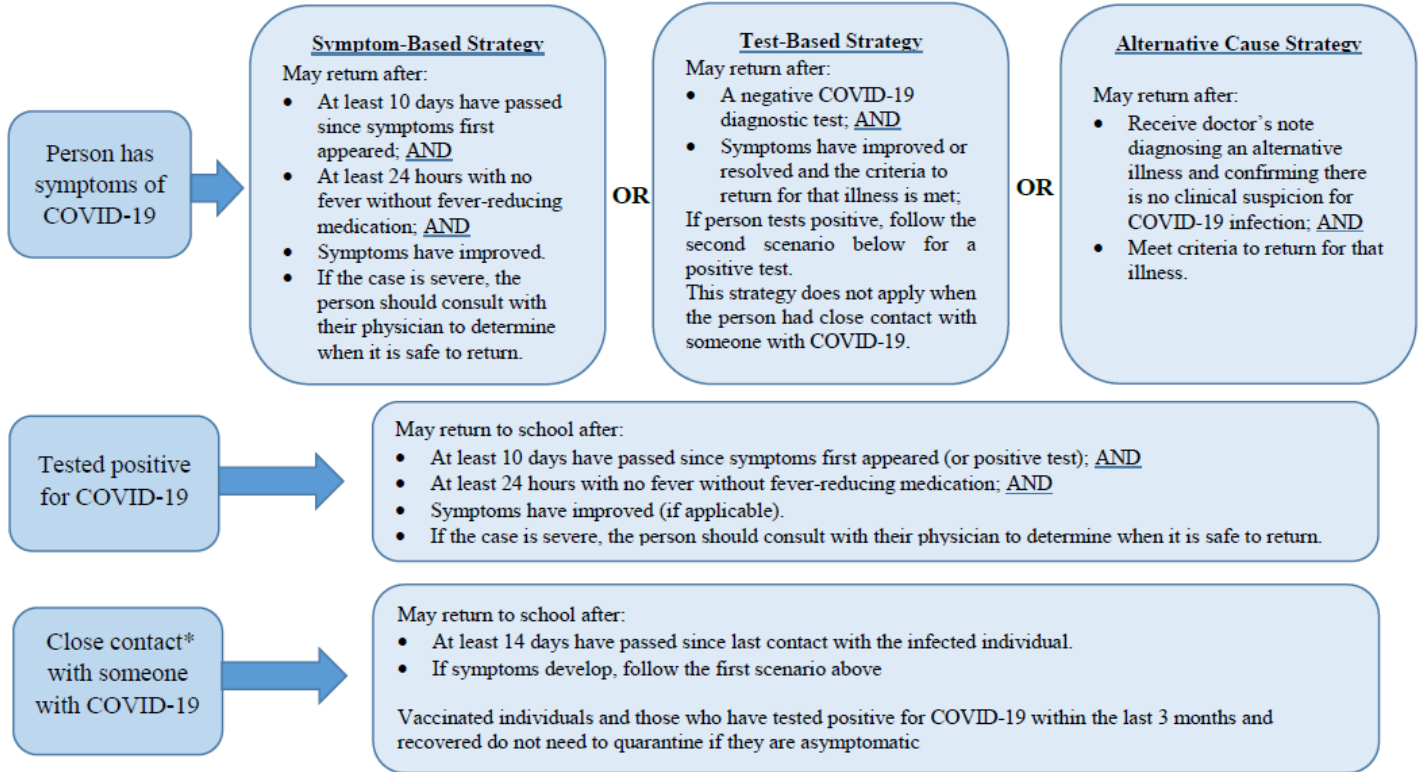 Person has
symptoms of
COVID-19
Symptom-Based Strategy
May return after:
• At least 10 days have passed
since symptoms first
appeared; AND
• At least 24 hours with no
fever without fever-reducing
medication; AND
• Symptoms have improved.
• If the case is severe, the
person should consult with
their physician to determine
when it is safe to return.
OR
Test-Based Strategy
May return after:
• A negative COVID-19
diagnostic test; AND
• Symptoms have improved or
resolved and the criteria to
return for that illness is met;
If person tests positive, follow the
second scenario below for a
positive test.
This strategy does not apply when
the person had close contact with
someone with COVID-19.
OR
Alternative Cause Strategy
May return after:
• Receive doctor's note
diagnosing an alternative
illness and confirming there
is no clinical suspicion for
COVID-19 infection; AND
• Meet criteria to return for that
illness.
Tested positive
for COVID-19
May return to school after:
• At least 10 days have passed since symptoms first appeared (or positive test); AND
• At least 24 hours with no fever without fever-reducing medication; AND
• Symptoms have improved (if applicable).
• If the case is severe, the person should consult with their physician to determine when it is safe to return.
Close contact*
with someone
with COVID-19
May return to school after:
• At least 14 days have passed since last contact with the infected individual.
• If symptoms develop, follow the first scenario above
Vaccinated individuals and those who have tested positive for COVID-19 within the last 3 months and
recovered do not need to quarantine if they are asymptomatic